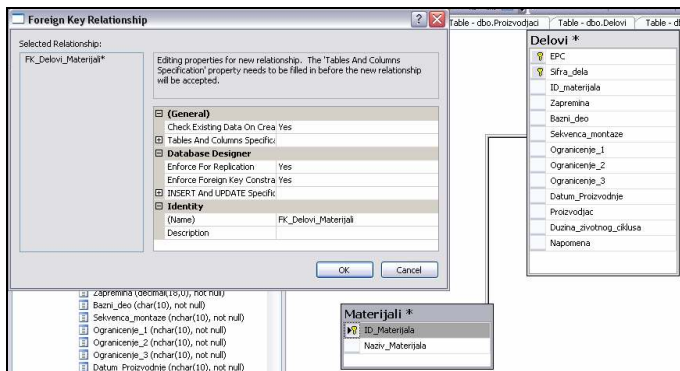 Foreign Key Relationship
Selected Relationship:
FK_Delovi_Materijali*
Editing properties for new relationship. The 'Tables And Columns
Specification' property needs to be filled in before the new relationship
will be accepted.
(General)
Check Existing Data On Crea Yes
Tables And Columns Specific
Database Designer
Enforce For Replication Yes
Enforce Foreign Key Constra Yes
INSERT And UPDATE Specific
Identity
(Name) FK_Delovi_Materijali
Description
OK Cancel
Table - dbo.Proizvodjaci Table - dbo.Delovi Table - db
Delovi *
EPC
Sifra_dela
ID_materijala
Zapremina
Bazni_deo
Sekvenca_montaze
Ogranicenje_1
Ogranicenje_2
Ogranicenje_3
Datum_Proizvodnje
Proizvodjac
Duzina_zivotnog_ciklusa
Napomena
Zapremina (decimal(18,0), not null)
Bazni_deo (char(10), not null)
Sekvenca_montaze (nchar(10), not null)
Ogranicenje_1 (nchar(10), not null)
Ogranicenje_2 (nchar(10), not null)
Ogranicenje_3 (nchar(10), not null)
Datum_Proizvodnje (nchar(10), not null)
Materijali *
ID_Materijala
Naziv_Materijala